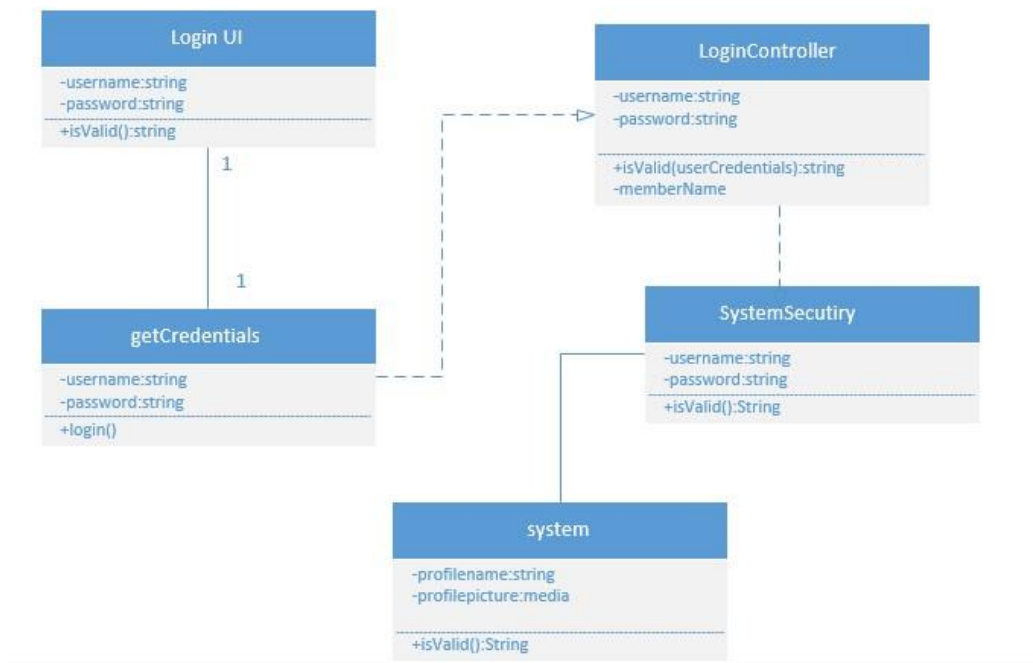 Login UI
-username:string
-password:string
+isValid():string
1
1
getCredentials
-username:string
-password:string
+login()
LoginController
-username:string
-password:string
+isValid(userCredentials):string
-memberName
SystemSecutiry
-username:string
-password:string
+isValid():String
system
-profilename:string
-profilepicture:media
+isValid():String